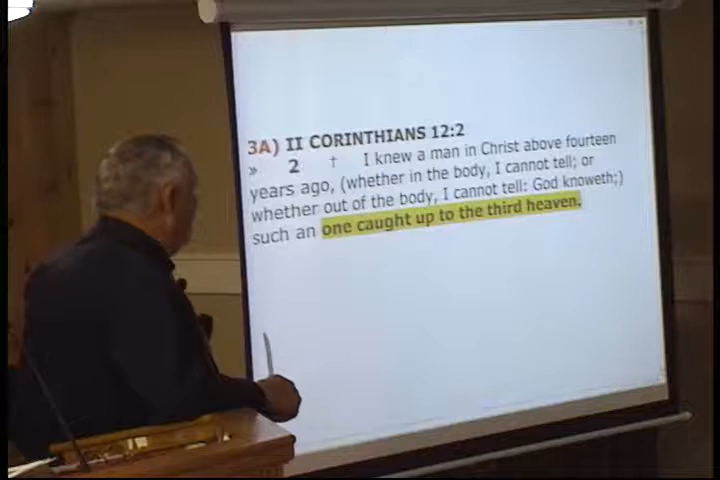 3A) II CORINTHIANS 12:2
» 2 † I knew a man in Christ above fourteen
years ago, (whether in the body, I cannot tell; or
whether out of the body, I cannot tell: God knoweth;)
such an one caught up to the third heaven.